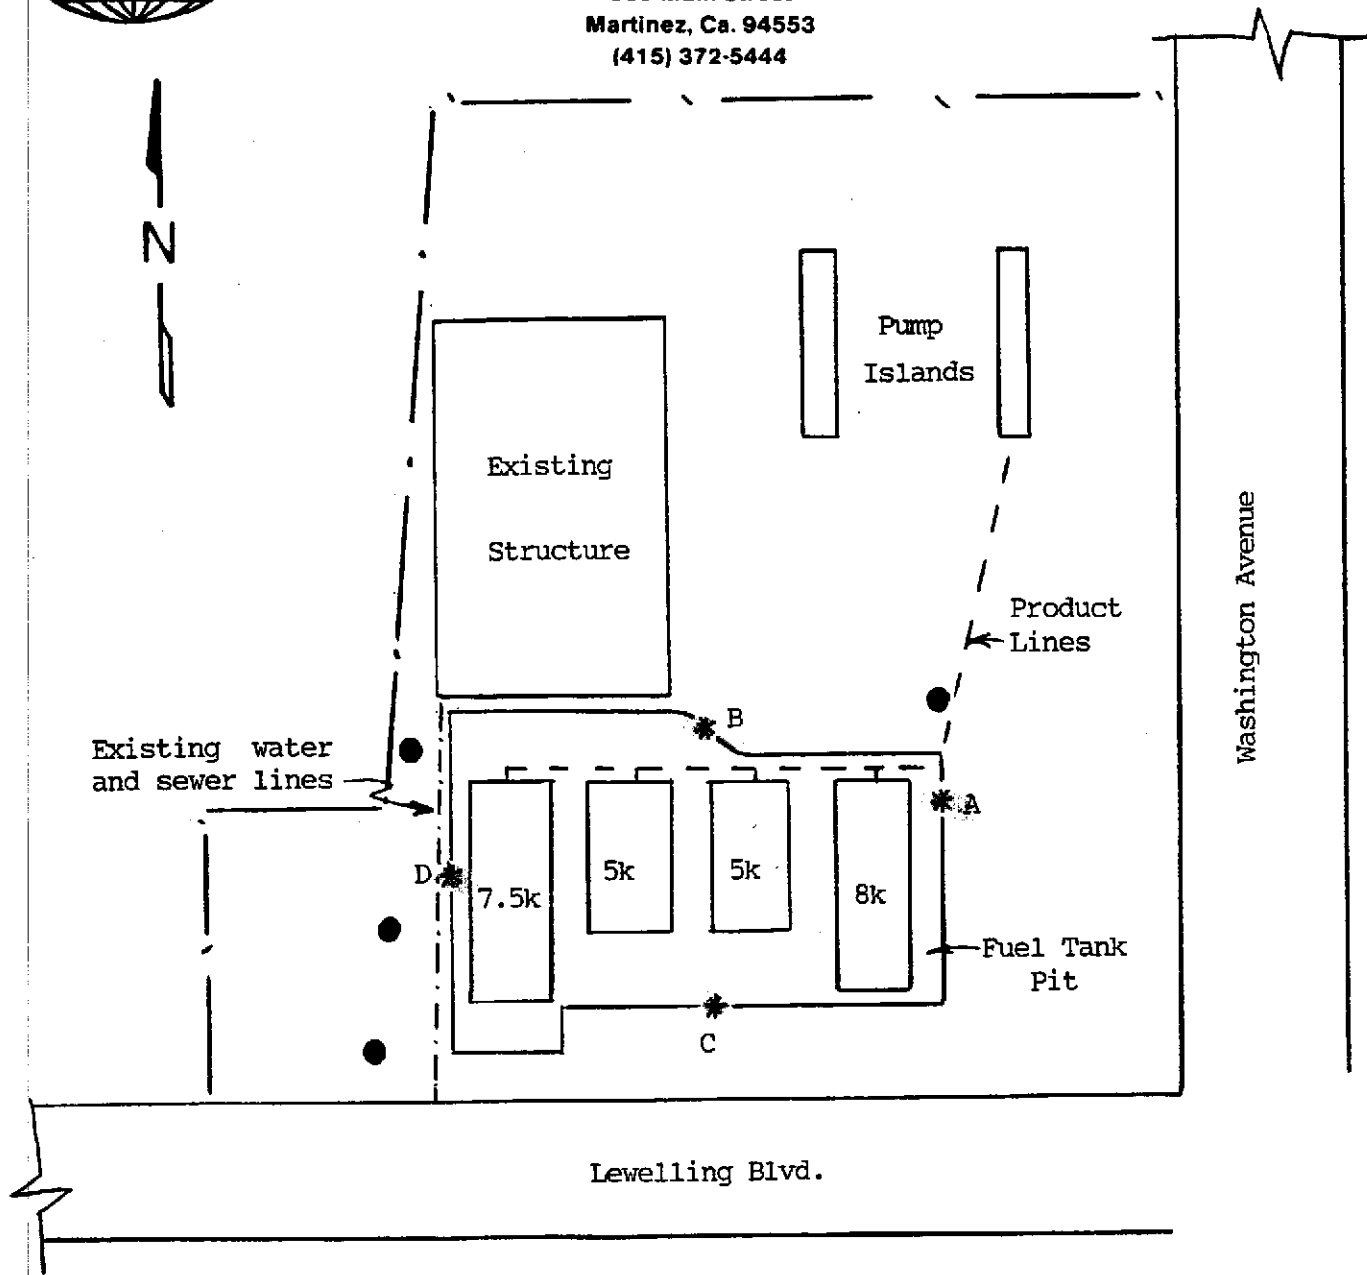 Martinez, Ca. 94553
(415) 372-5444
N
Pump
Islands
Existing
Structure
Product
Lines
Washington Avenue
B
Existing water
and sewer lines
A
D
7.5k
5k
5k
8k
Fuel Tank
Pit
C
Lewelling Blvd.